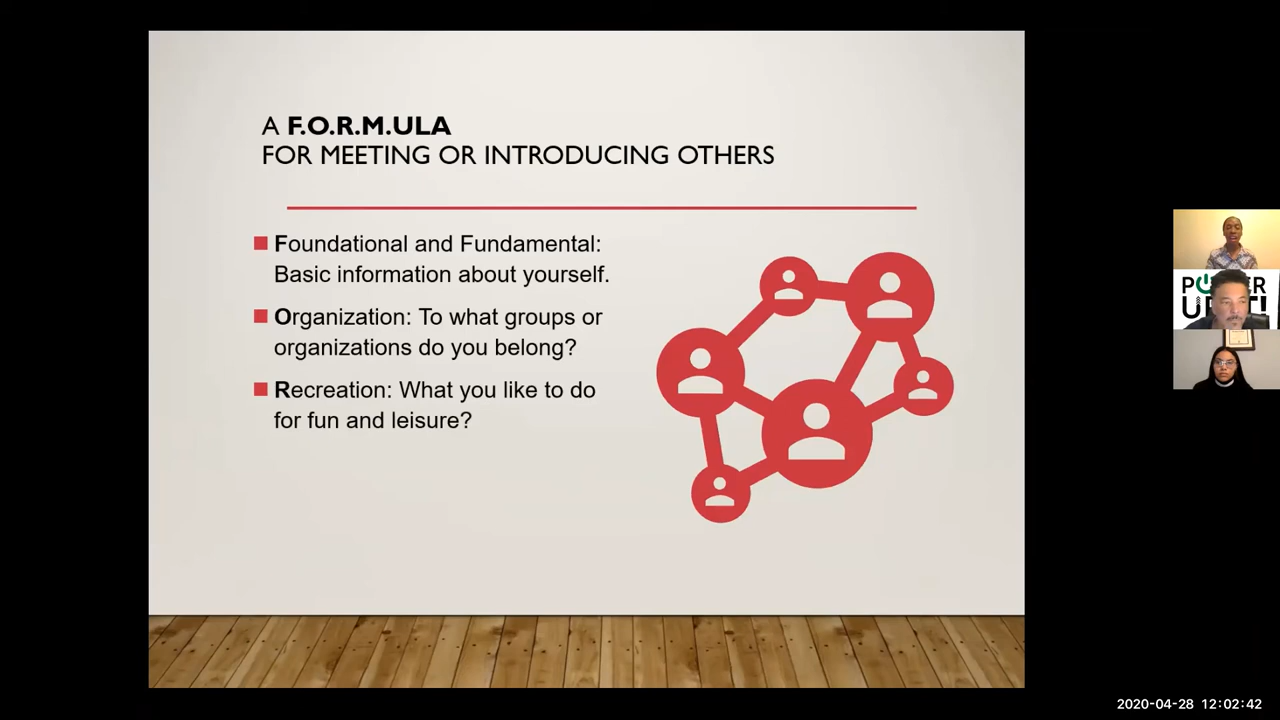 A F.O.R.M.ULA
FOR MEETING OR INTRODUCING OTHERS
Foundational and Fundamental:
Basic information about yourself.
Organization: To what groups or
organizations do you belong?
Recreation: What you like to do
for fun and leisure?
2020-04-28 12:02:42